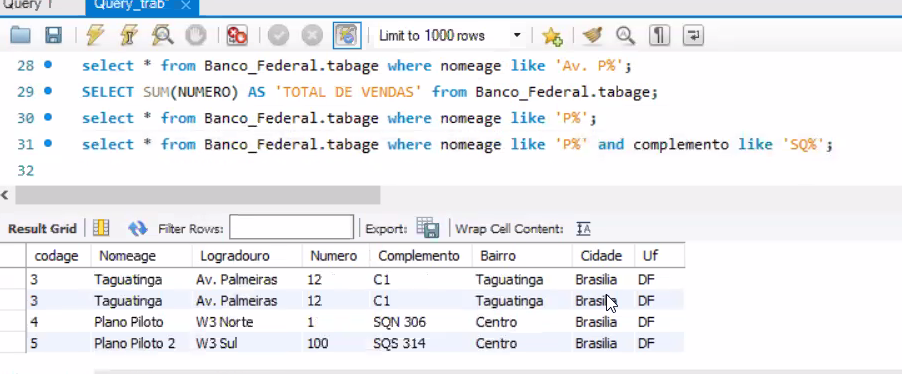 Query 1
Query_trab*
Limit to 1000 rows
28 select * from Banco_Federal.tabage where nomeage like 'Av. P%';
29 SELECT SUM(NUMERO) AS 'TOTAL DE VENDAS' from Banco_Federal.tabage;
30 select * from Banco_Federal.tabage where nomeage like 'P%';
31 select * from Banco_Federal.tabage where nomeage like 'P%' and complemento like 'SQ%';
32
Result Grid Filter Rows: Export: Wrap Cell Content:
codage Nomeage Logradouro Numero Complemento Bairro Cidade Uf
3 Taguatinga Av. Palmeiras 12 C1 Taguatinga Brasilia DF
3 Taguatinga Av. Palmeiras 12 C1 Taguatinga Brasilia DF
4 Plano Piloto W3 Norte 1 SQN 306 Centro Brasilia DF
5 Plano Piloto 2 W3 Sul 100 SQS 314 Centro Brasilia DF